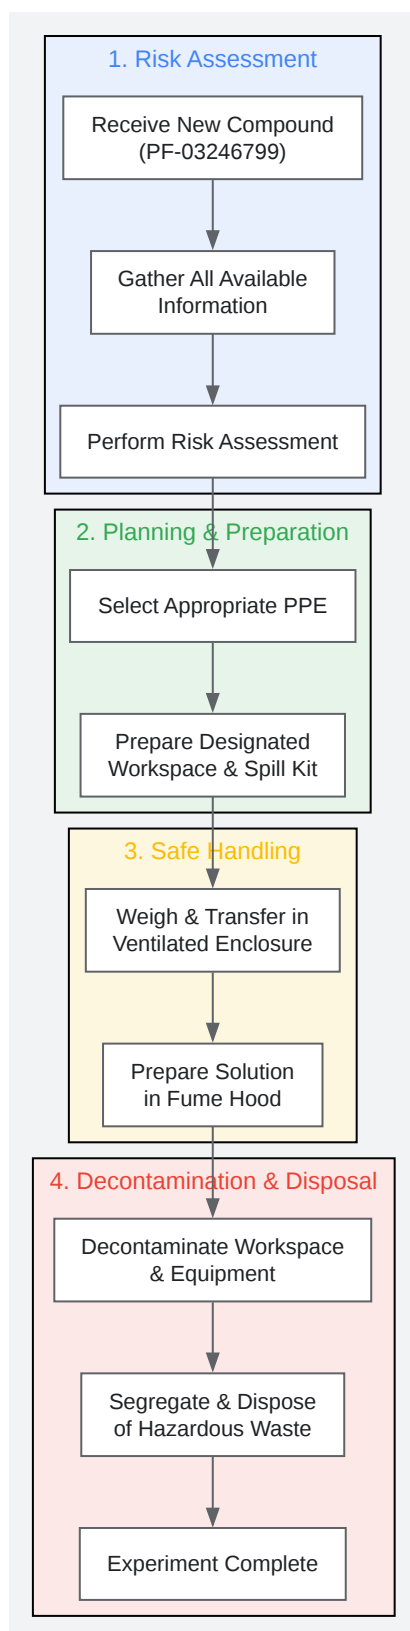 1. Risk Assessment
Receive New Compound
(PF-03246799)
Gather All Available
Information
Perform Risk Assessment
2. Planning & Preparation
Select Appropriate PPE
Prepare Designated
Workspace & Spill Kit
3. Safe Handling
Weigh & Transfer in
Ventilated Enclosure
Prepare Solution
in Fume Hood
4. Decontamination & Disposal
Decontaminate Workspace
& Equipment
Segregate & Dispose
of Hazardous Waste
Experiment Complete